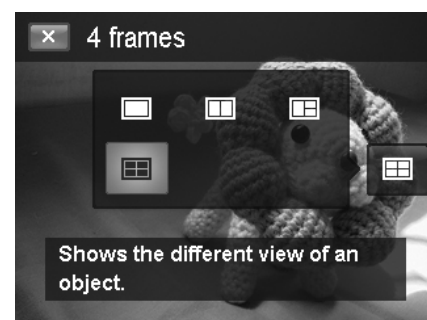 4 frames
Shows the different view of an
object.